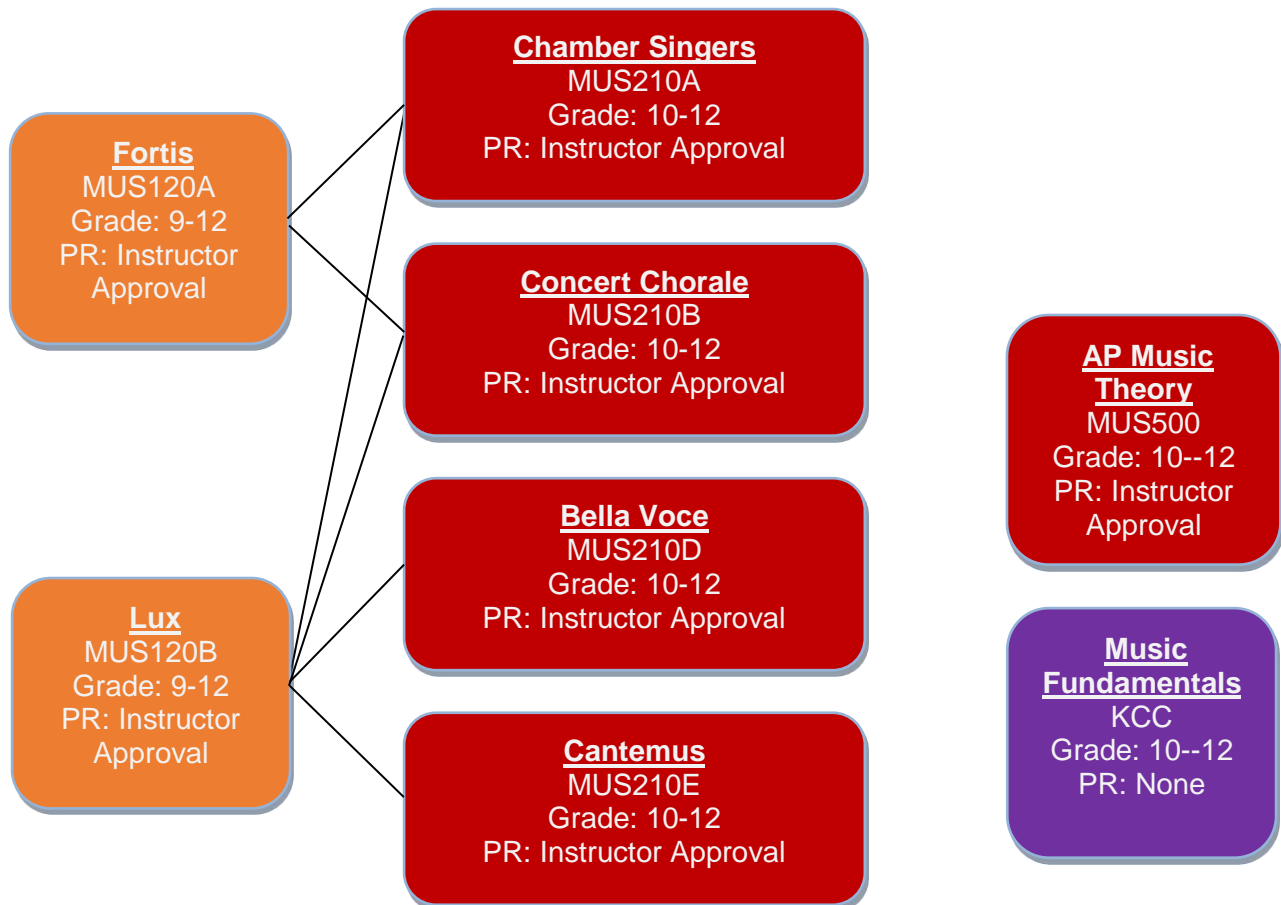 Fortis
MUS120A
Grade: 9-12
PR: Instructor
Approval
Lux
MUS120B
Grade: 9-12
PR: Instructor
Approval
Chamber Singers
MUS210A
Grade: 10-12
PR: Instructor Approval
Concert Chorale
MUS210B
Grade: 10-12
PR: Instructor Approval
Bella Voce
MUS210D
Grade: 10-12
PR: Instructor Approval
Cantemus
MUS210E
Grade: 10-12
PR: Instructor Approval
AP Music
Theory
MUS500
Grade: 10--12
PR: Instructor
Approval
Music
Fundamentals
KCC
Grade: 10--12
PR: None